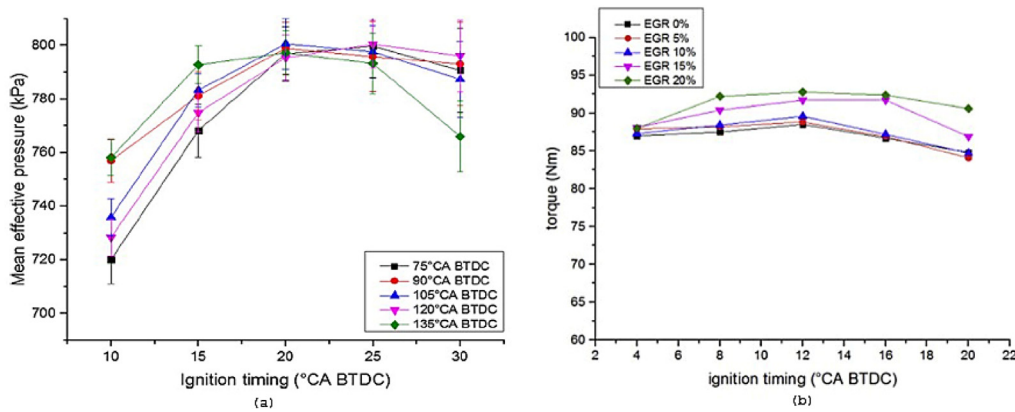 Mean effective pressure (kPa)
800
780
760
740
720
700
10 15 20 25 30
75°CA BTDC
90°CA BTDC
105°CA BTDC
120°CA BTDC
135°CA BTDC
Ignition timing (°CA BTDC)
(a)
EGR 0%
EGR 5%
EGR 10%
EGR 15%
EGR 20%
torque (Nm)
100
95
90
85
80
75
70
65
60
2 4 6 8 10 12 14 16 18 20 22
ignition timing (°CA BTDC)
(b)